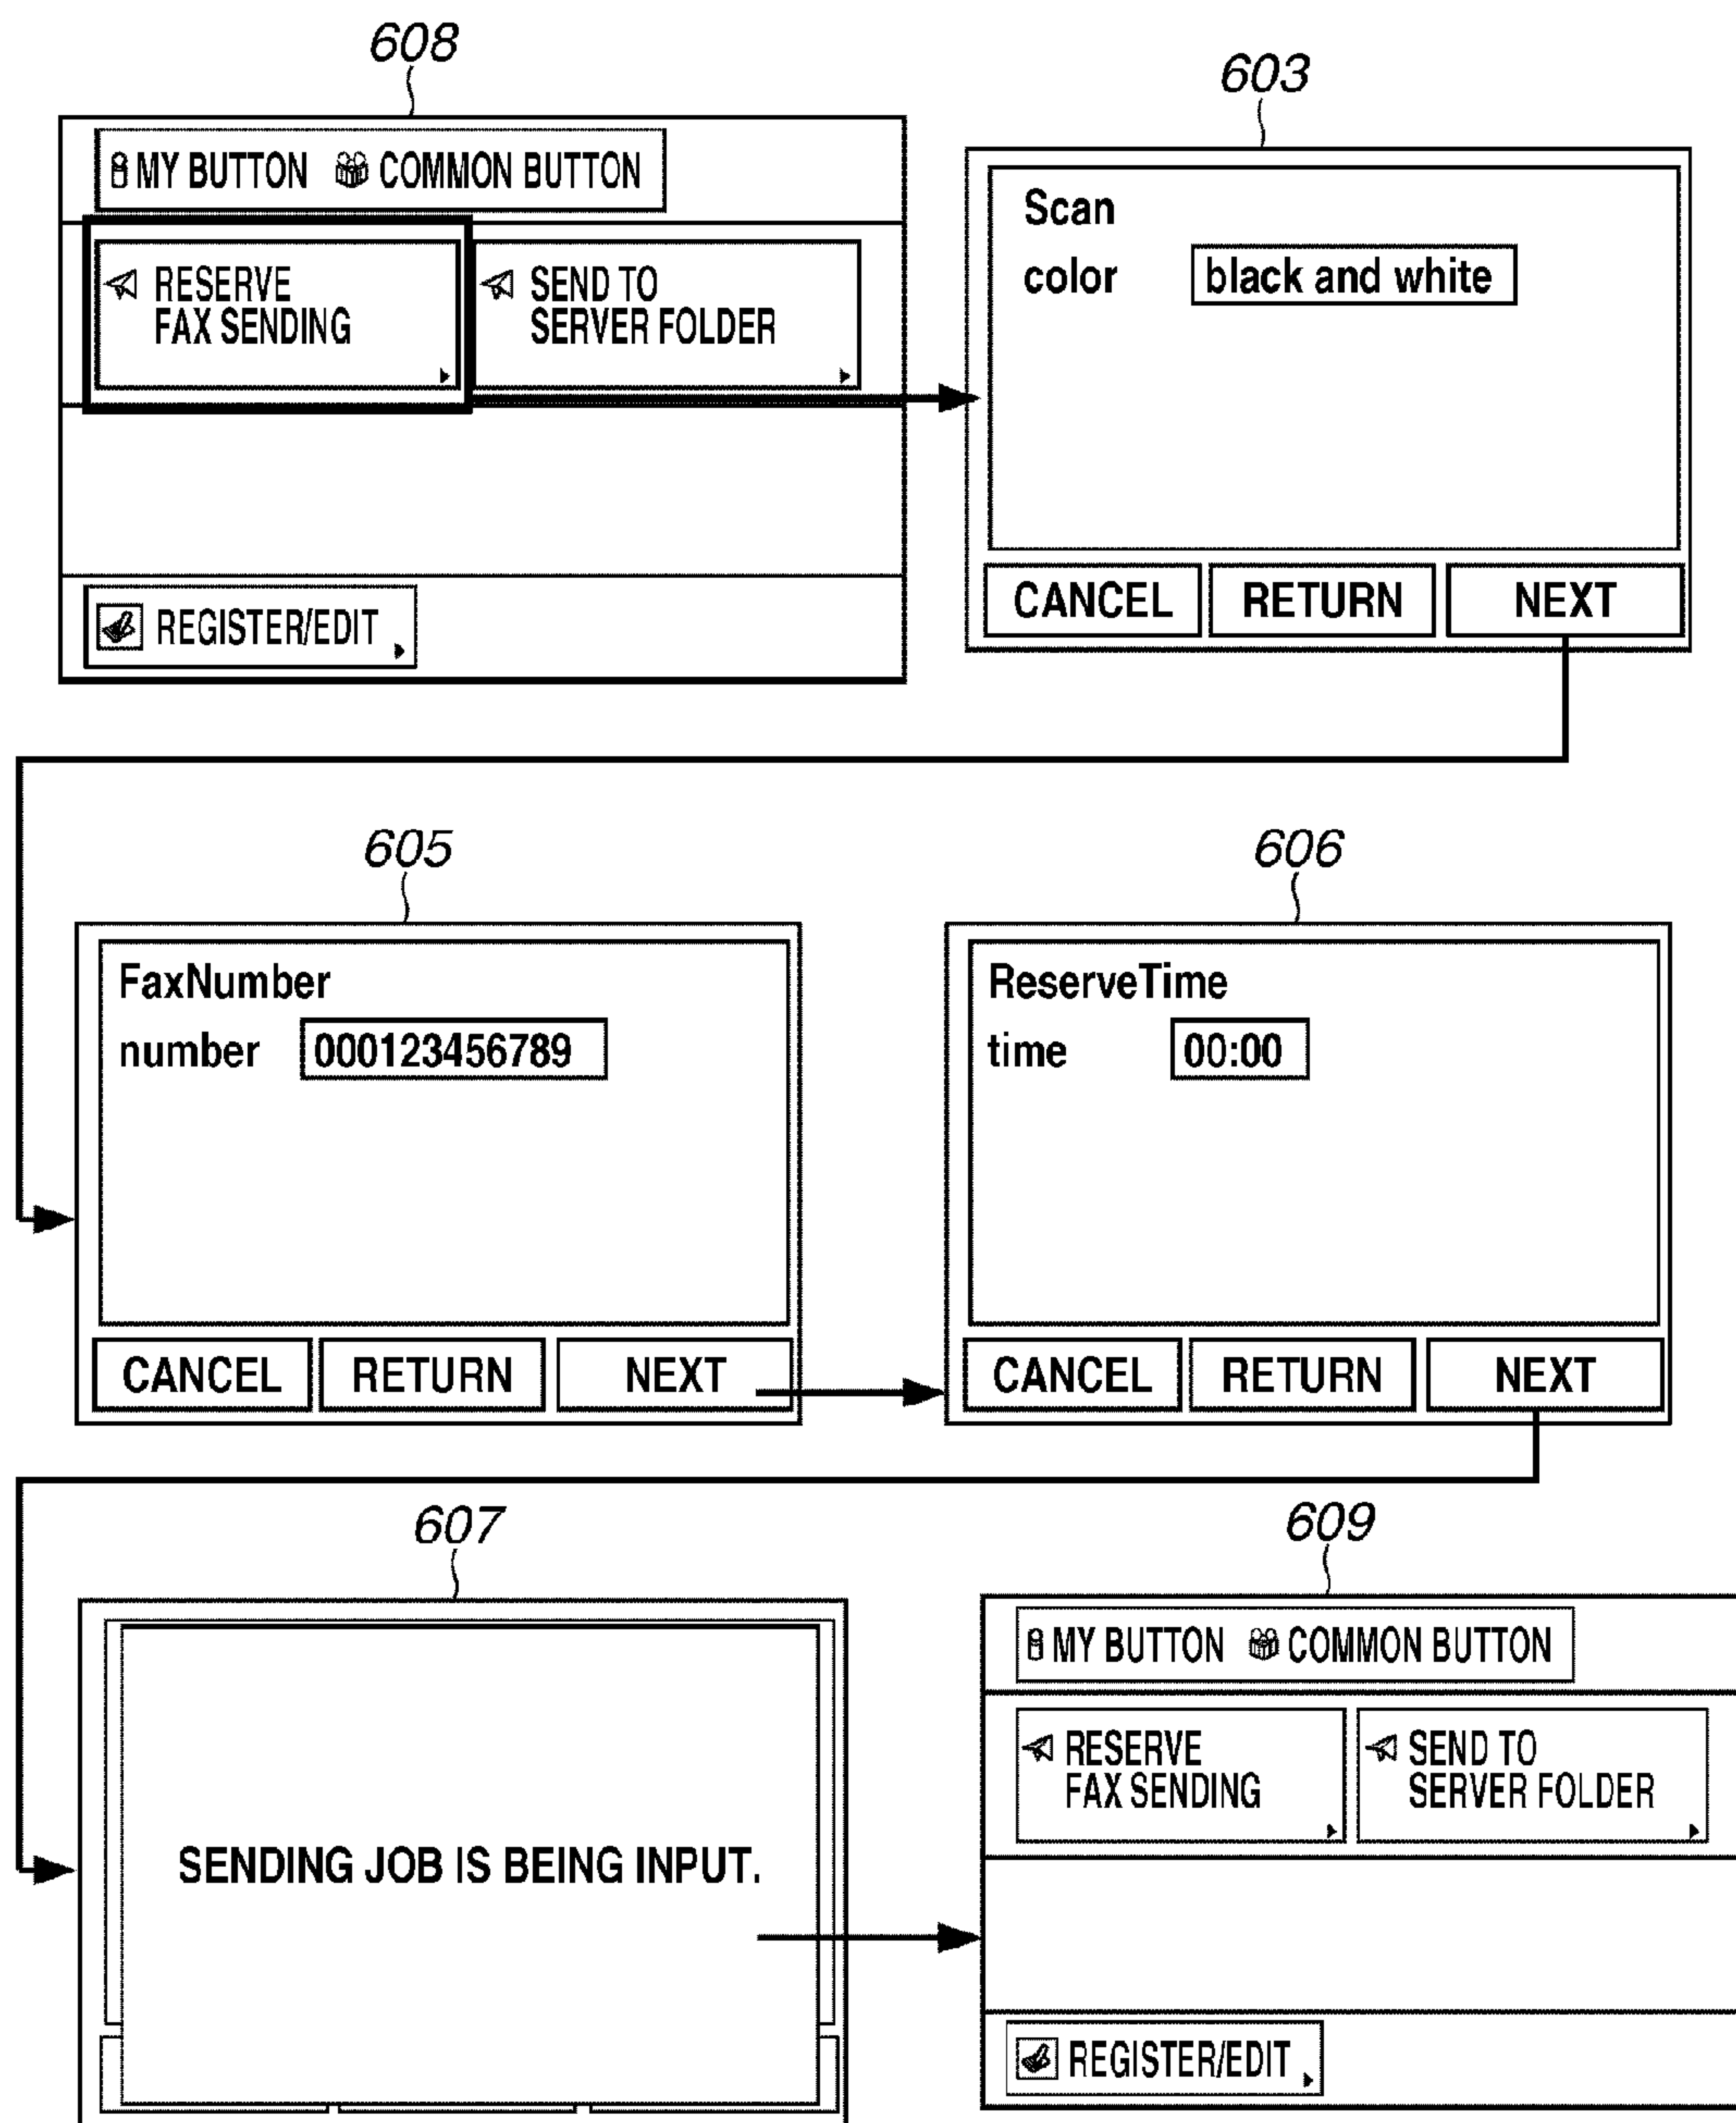 608
MY BUTTON COMMON BUTTON
RESERVE
FAX SENDING
SEND TO
SERVER FOLDER
REGISTER/EDIT
603
Scan
color black and white
CANCEL RETURN NEXT
605
FaxNumber
number 000123456789
CANCEL RETURN NEXT
606
ReserveTime
time 00:00
CANCEL RETURN NEXT
607
SENDING JOB IS BEING INPUT.
609
MY BUTTON COMMON BUTTON
RESERVE
FAX SENDING
SEND TO
SERVER FOLDER
REGISTER/EDIT